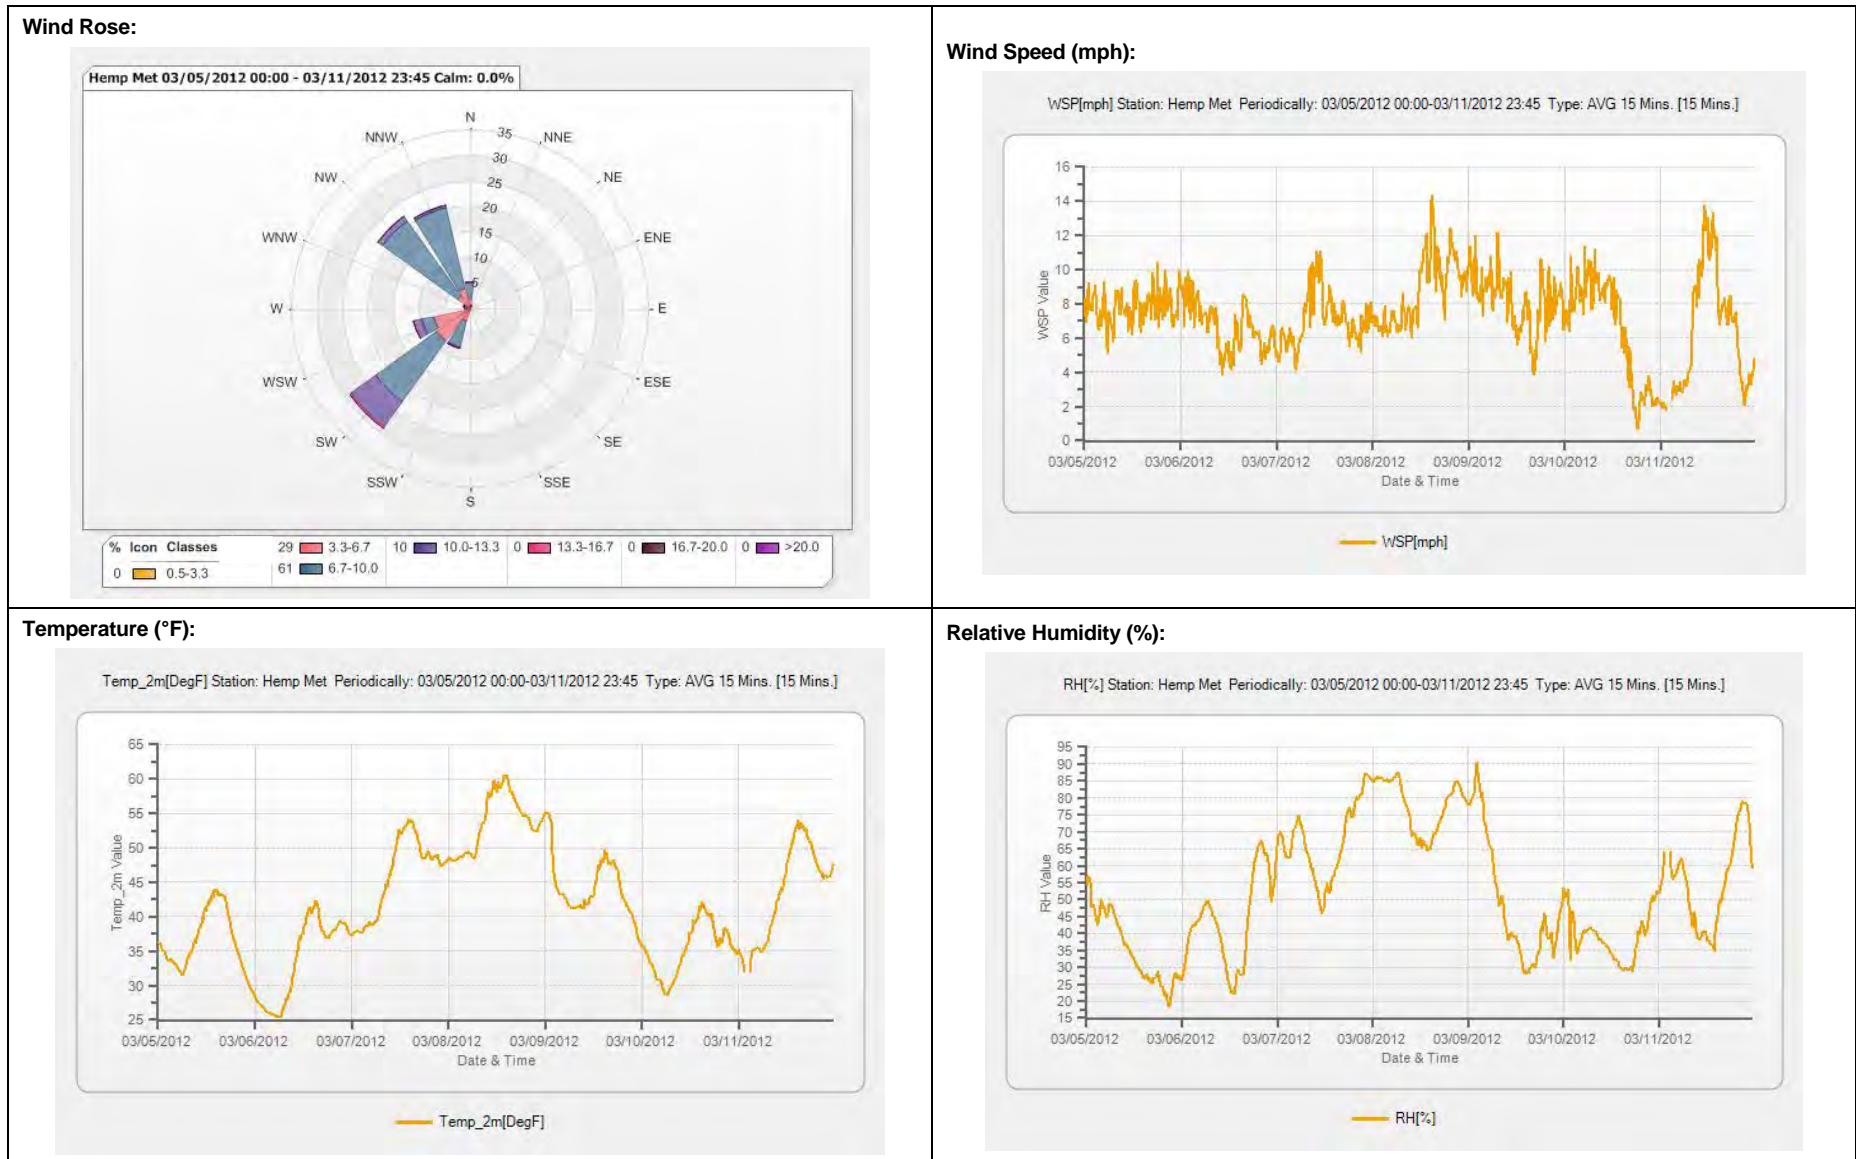 Wind Rose:
Hemp Met 03/05/2012 00:00 - 03/11/2012 23:45 Calm: 0.0%
N
NNE
NE
ENE
E
ESE
SE
SSE
S
SSW
SW
WSW
W
WNW
NW
NNW
35
30
25
20
15
10
5
% Icon Classes
0 0.5-3.3
29 3.3-6.7
61 6.7-10.0
10 10.0-13.3
0 13.3-16.7
0 16.7-20.0
0 >20.0
Wind Speed (mph):
WSP[mph] Station: Hemp Met Periodically: 03/05/2012 00:00-03/11/2012 23:45 Type: AVG 15 Mins. [15 Mins.]
WSP Value
16
14
12
10
8
6
4
2
0
03/05/2012 03/06/2012 03/07/2012 03/08/2012 03/09/2012 03/10/2012 03/11/2012
Date & Time
WSP[mph]
Temperature (°F):
Temp_2m[DegF] Station: Hemp Met Periodically: 03/05/2012 00:00-03/11/2012 23:45 Type: AVG 15 Mins. [15 Mins.]
Temp_2m Value
65
60
55
50
45
40
35
30
25
03/05/2012 03/06/2012 03/07/2012 03/08/2012 03/09/2012 03/10/2012 03/11/2012
Date & Time
Temp_2m[DegF]
Relative Humidity (%):
RH[%] Station: Hemp Met Periodically: 03/05/2012 00:00-03/11/2012 23:45 Type: AVG 15 Mins. [15 Mins.]
RH Value
95
90
85
80
75
70
65
60
55
50
45
40
35
30
25
20
15
03/05/2012 03/06/2012 03/07/2012 03/08/2012 03/09/2012 03/10/2012 03/11/2012
Date & Time
RH[%]